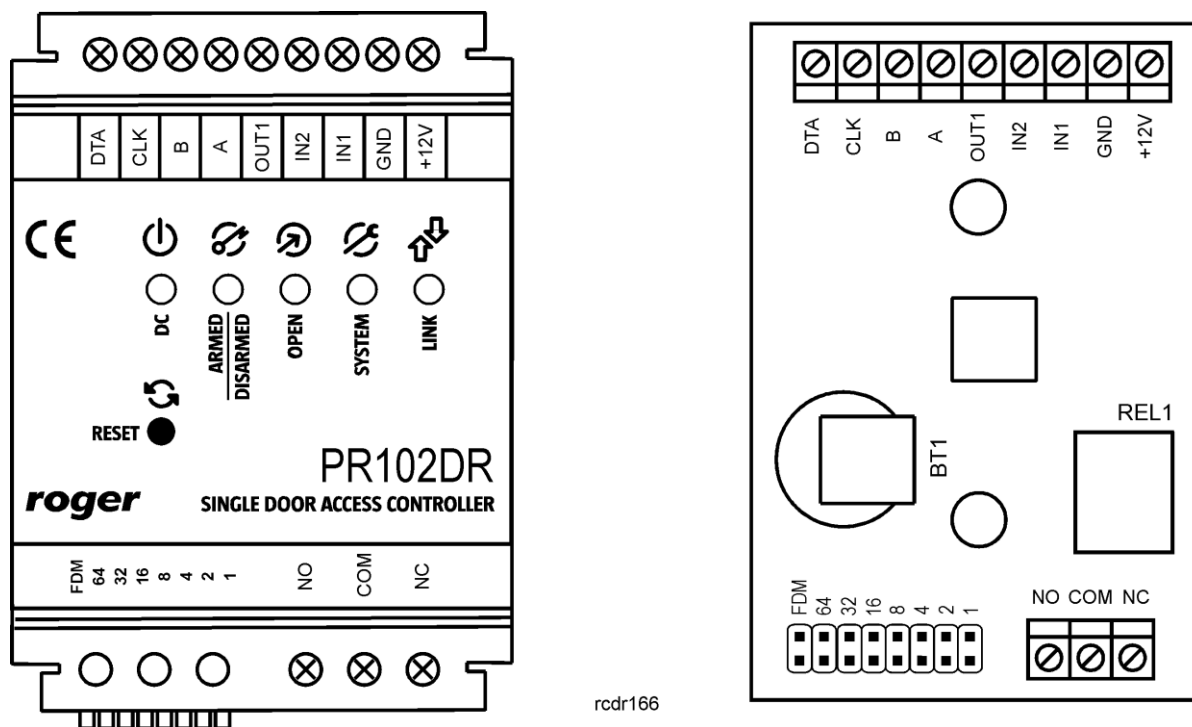 DTA CLK B A OUT1 IN2 IN1 GND +12V
CE
DC ARMED DISARMED OPEN SYSTEM LINK
RESET
PR102DR
roger SINGLE DOOR ACCESS CONTROLLER
FDM 64 32 16 8 4 2 1 NO COM NC
rcdr166
DTA CLK B A OUT1 IN2 IN1 GND +12V
REL1
BT1
FDM 64 32 16 8 4 2 1
NO COM NC